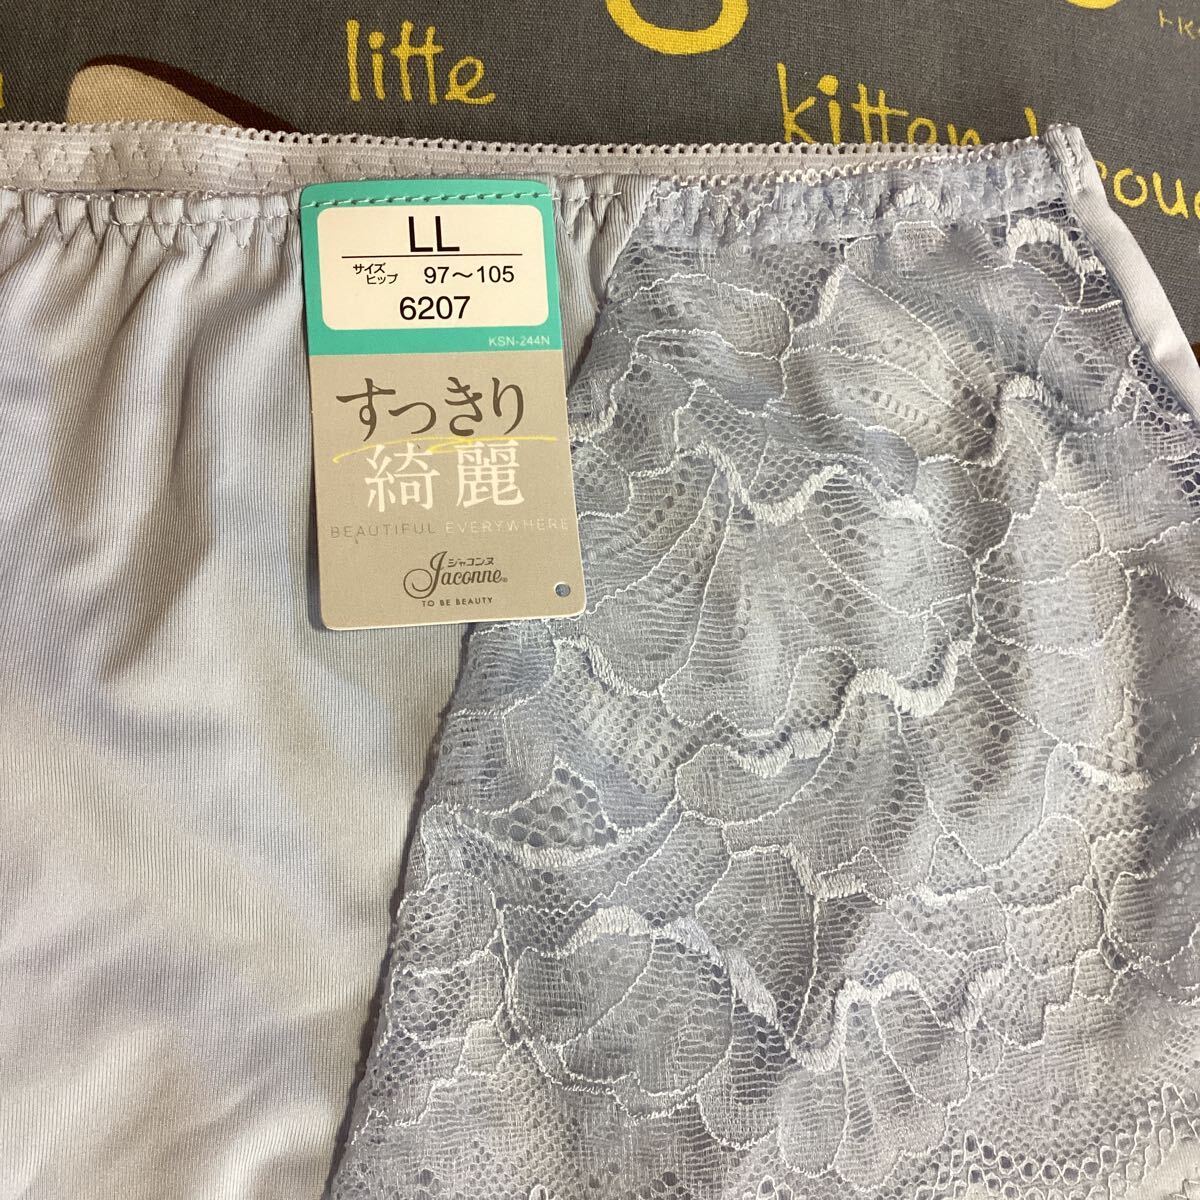 litte
kitten
LL
サイズ
ヒップ 97〜105
6207
KSN-244N
すっきり
綺麗
BEAUTIFUL EVERYWHERE
ジャコンヌ
Jaconne®
TO BE BEAUTY